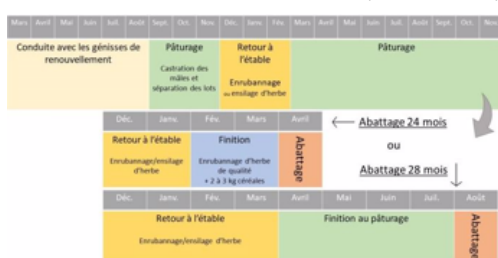 Mars Avril Mai Juin Juil. Août Sept. Oct. Nov. Déc. Janv. Fév. Mars Avril Mai Juin Juil. Août Sept. Oct. Nov
Conduite avec les génisses de
renouvellement
Pâturage
Castration des
mâles et
séparation des lots
Retour à
l'étable
Enrubannage
ou ensilage d'herbe
Pâturage
Déc. Janv. Fév. Mars Avril
Retour à l'étable
Enrubannage/ensilage
d'herbe
Finition
Enrubannage d'herbe
de qualité
+ 2 à 3 kg céréales
Abattage
Abattage 24 mois
ou
Abattage 28 mois
Déc. Janv. Fév. Mars Avril Mai Juin Juil. Août
Retour à l'étable
Enrubannage/ensilage d'herbe
Finition au pâturage
Abattage